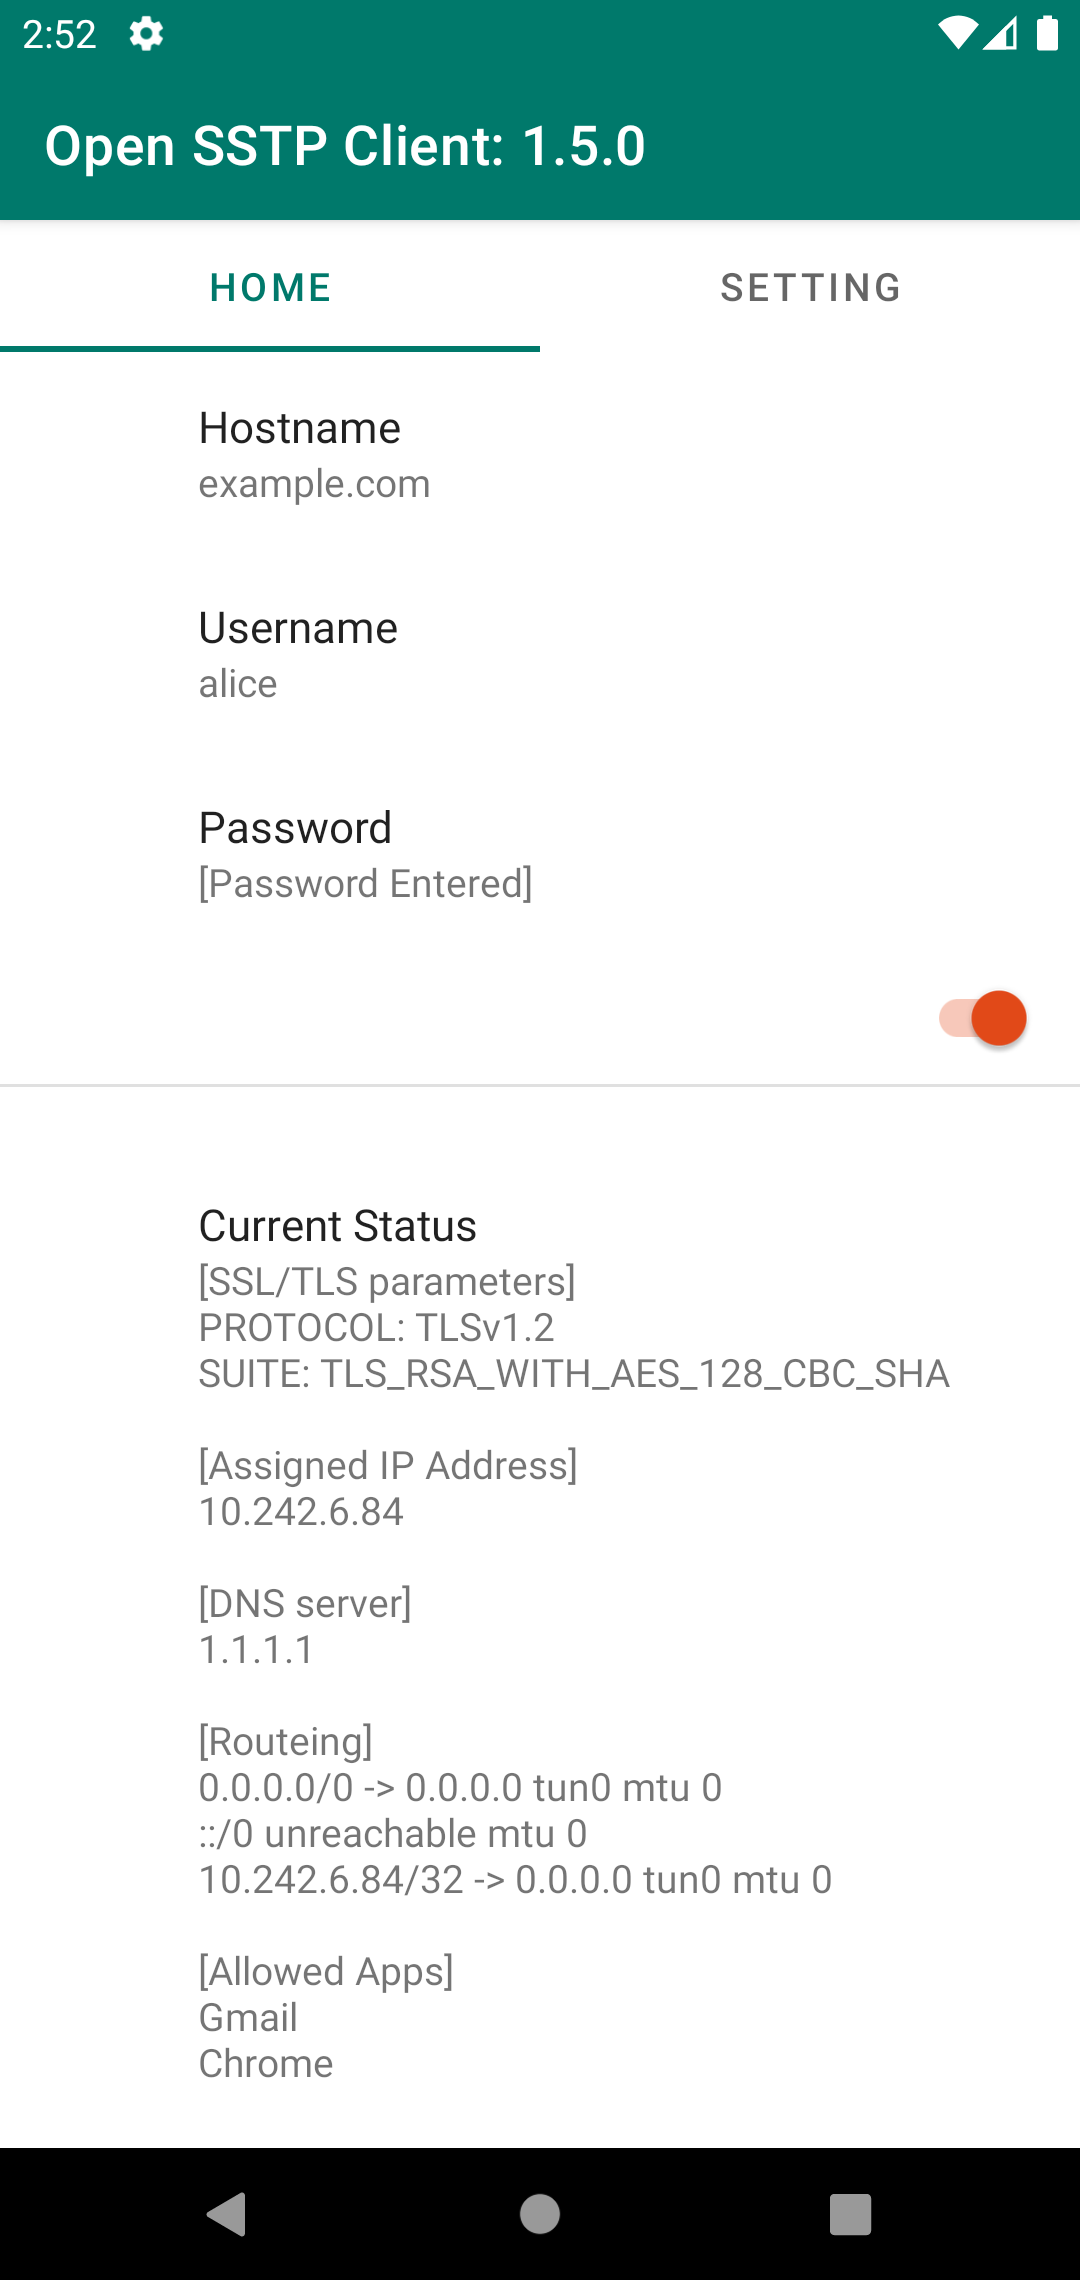 2:52
Open SSTP Client: 1.5.0
HOME
SETTING
Hostname
example.com
Username
alice
Password
[Password Entered]
Current Status
[SSL/TLS parameters]
PROTOCOL: TLSv1.2
SUITE: TLS_RSA_WITH_AES_128_CBC_SHA
[Assigned IP Address]
10.242.6.84
[DNS server]
1.1.1.1
[Routeing]
0.0.0.0/0 -> 0.0.0.0 tun0 mtu 0
::/0 unreachable mtu 0
10.242.6.84/32 -> 0.0.0.0 tun0 mtu 0
[Allowed Apps]
Gmail
Chrome